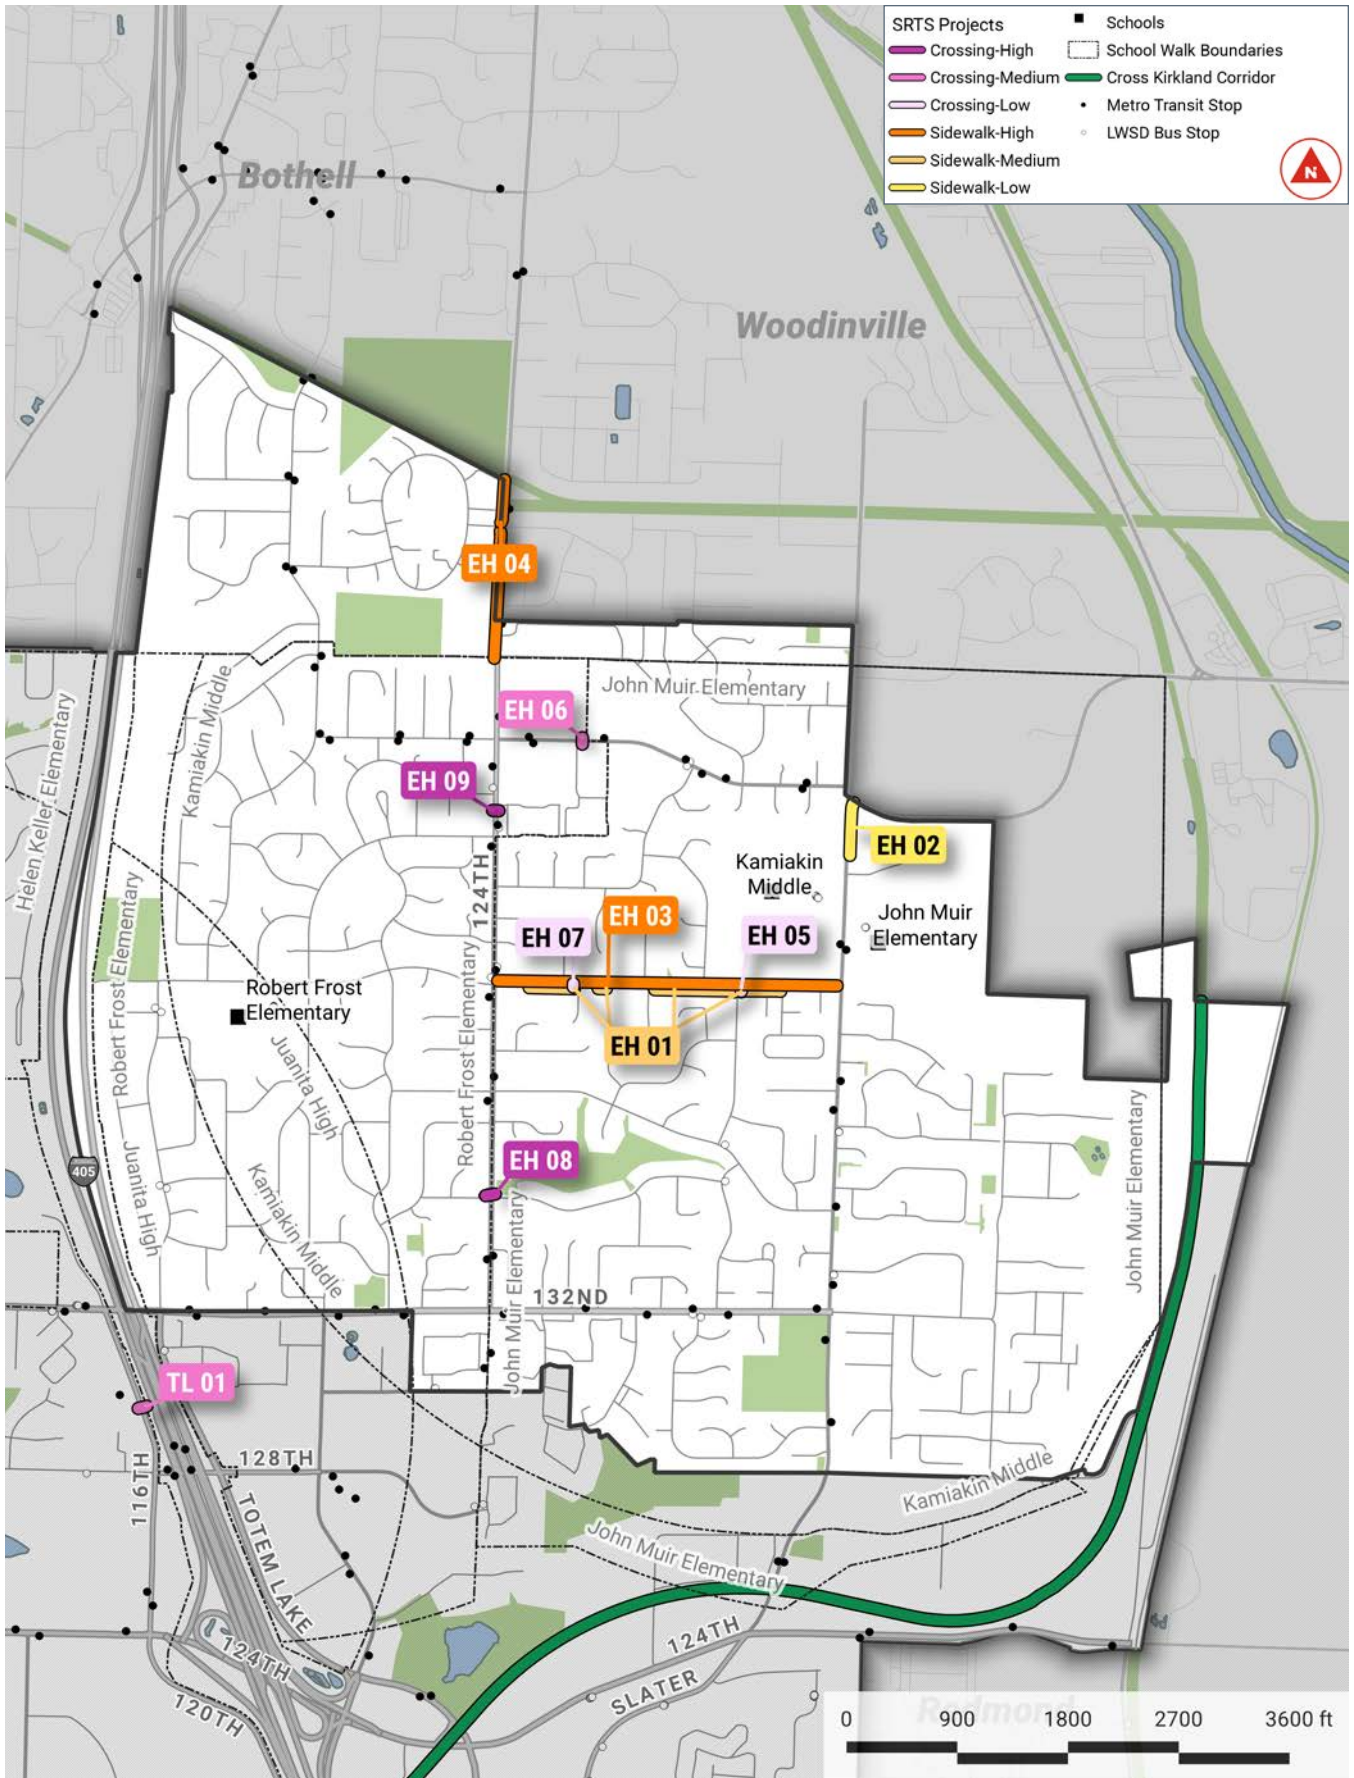 SRTS Projects
Crossing-High
Crossing-Medium
Crossing-Low
Sidewalk-High
Sidewalk-Medium
Sidewalk-Low
Schools
School Walk Boundaries
Cross Kirkland Corridor
Metro Transit Stop
LWSD Bus Stop
N
Bothell
Woodinville
EH 04
John Muir Elementary
EH 06
Kamiakin Middle
Helen Keller Elementary
EH 09
EH 02
Kamiakin
Middle
124TH
EH 03
EH 07
EH 05
John Muir
Elementary
Robert Frost Elementary
Robert Frost Elementary
Robert Frost
Elementary
EH 01
Juanita High
John Muir Elementary
405
Juanita High
EH 08
Kamiakin Middle
John Muir Elementary
132ND
TL 01
128TH
116TH
Kamiakin Middle
TOTEM LAKE
John Muir Elementary
124TH
124TH
SLATER
120TH
Redmond
0 900 1800 2700 3600 ft